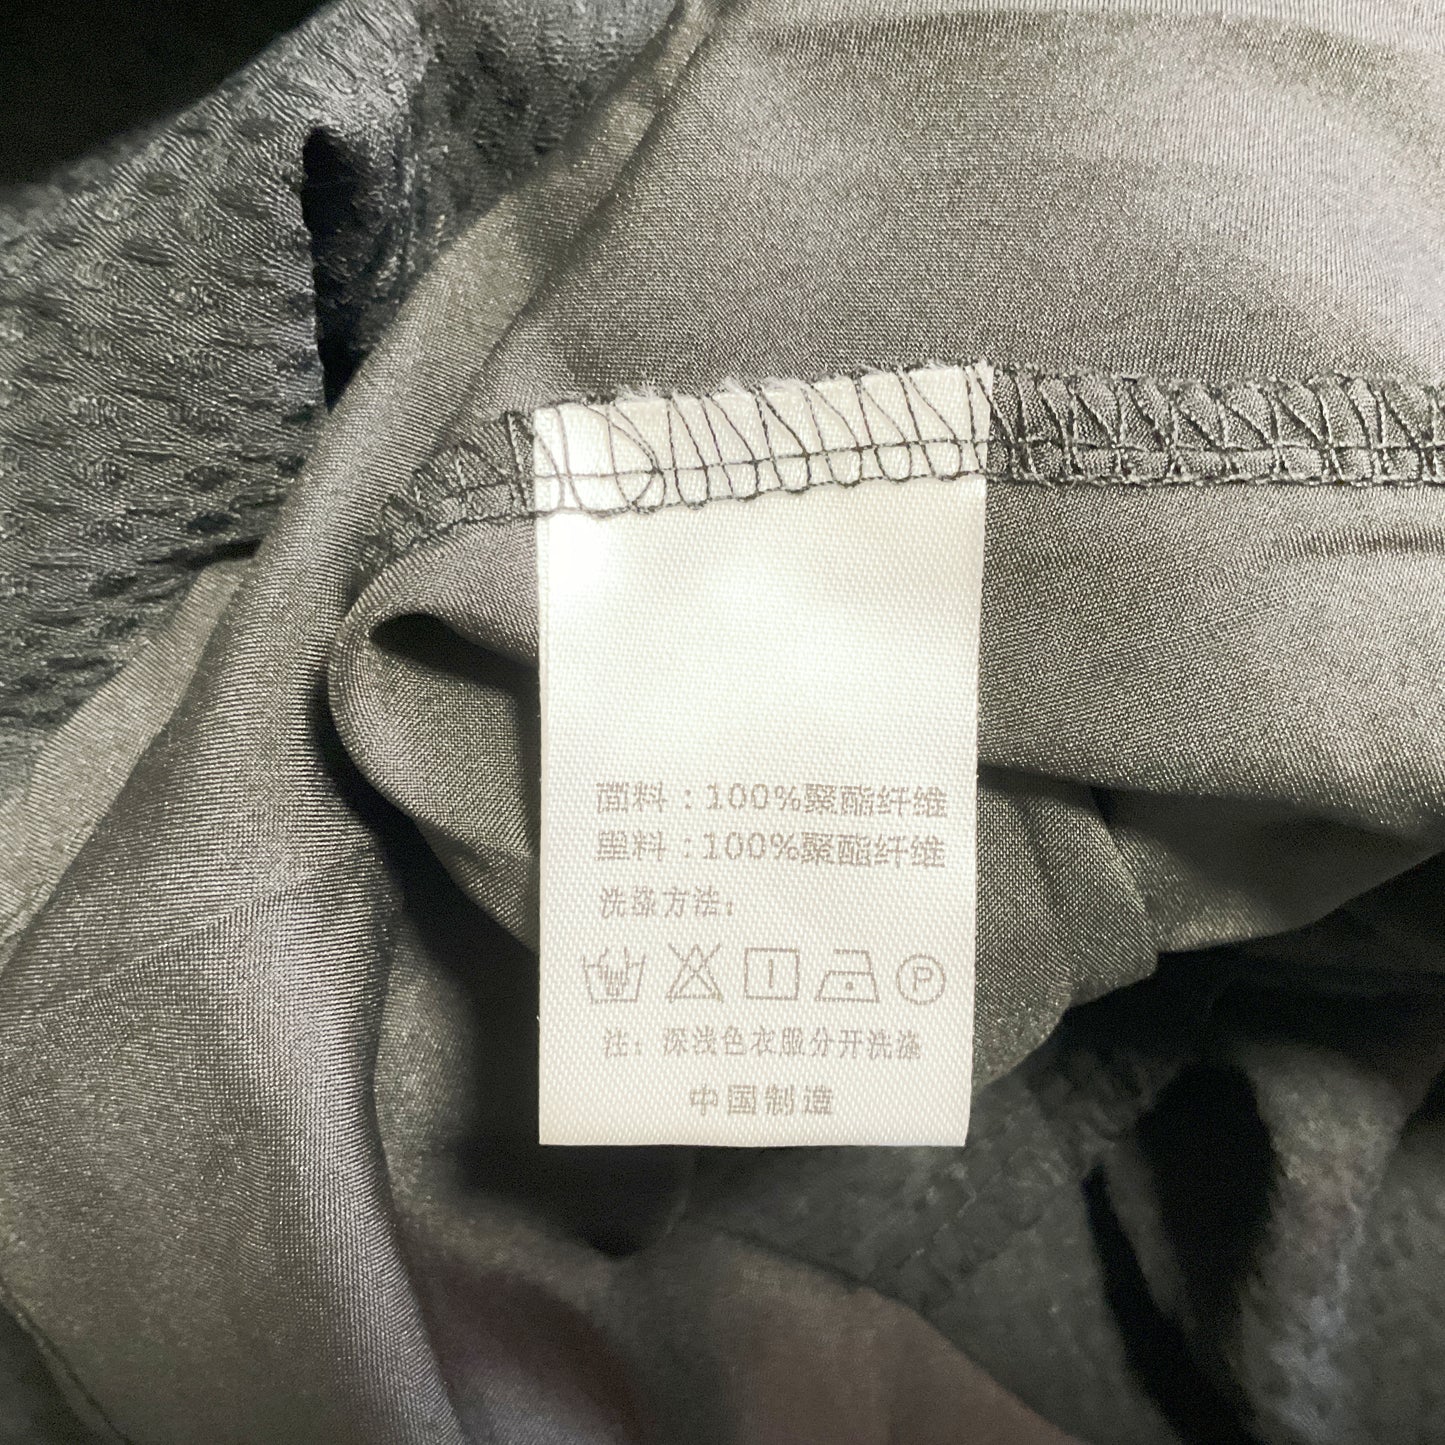 面料：100%聚酯纤维
里料：100%聚酯纤维
洗涤方法：
P
注：深浅色衣服分开洗涤
中国制造